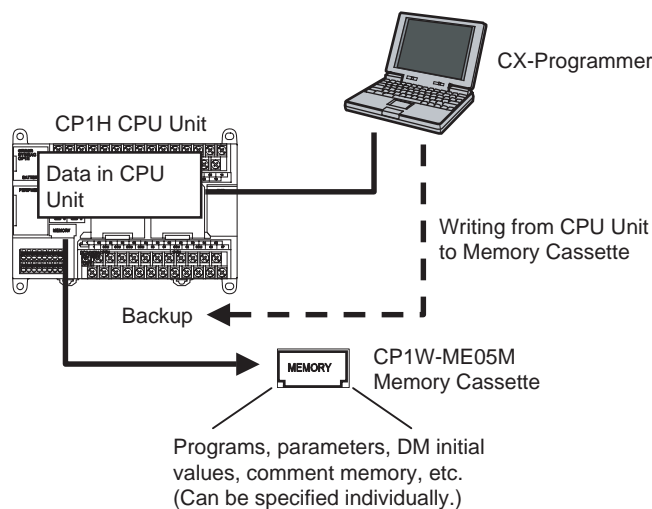 CX-Programmer
CP1H CPU Unit
Data in CPU
Unit
MEMORY
Writing from CPU Unit
to Memory Cassette
Backup
MEMORY
CP1W-ME05M
Memory Cassette
Programs, parameters, DM initial
values, comment memory, etc.
(Can be specified individually.)